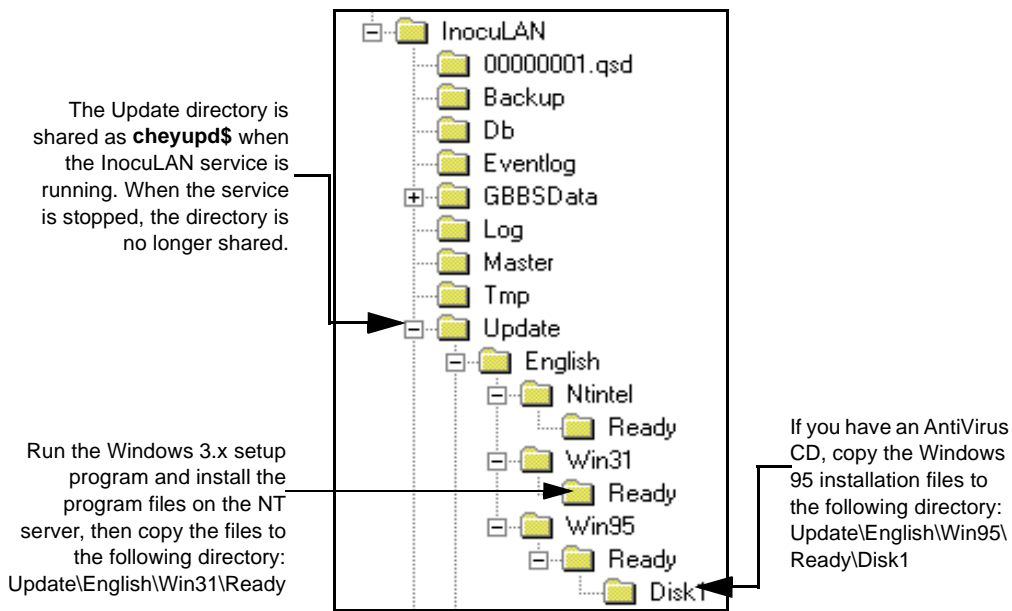 InocuLAN
00000001.qsd
Backup
Db
Eventlog
GBBSData
Log
Master
Tmp
Update
English
Ntintel
Ready
Win31
Ready
Win95
Ready
Disk1
The Update directory is
shared as cheyupd$ when
the InocuLAN service is
running. When the service
is stopped, the directory is
no longer shared.
Run the Windows 3.x setup
program and install the
program files on the NT
server, then copy the files to
the following directory:
Update\English\Win31\Ready
If you have an AntiVirus
CD, copy the Windows
95 installation files to
the following directory:
Update\English\Win95\
Ready\Disk1